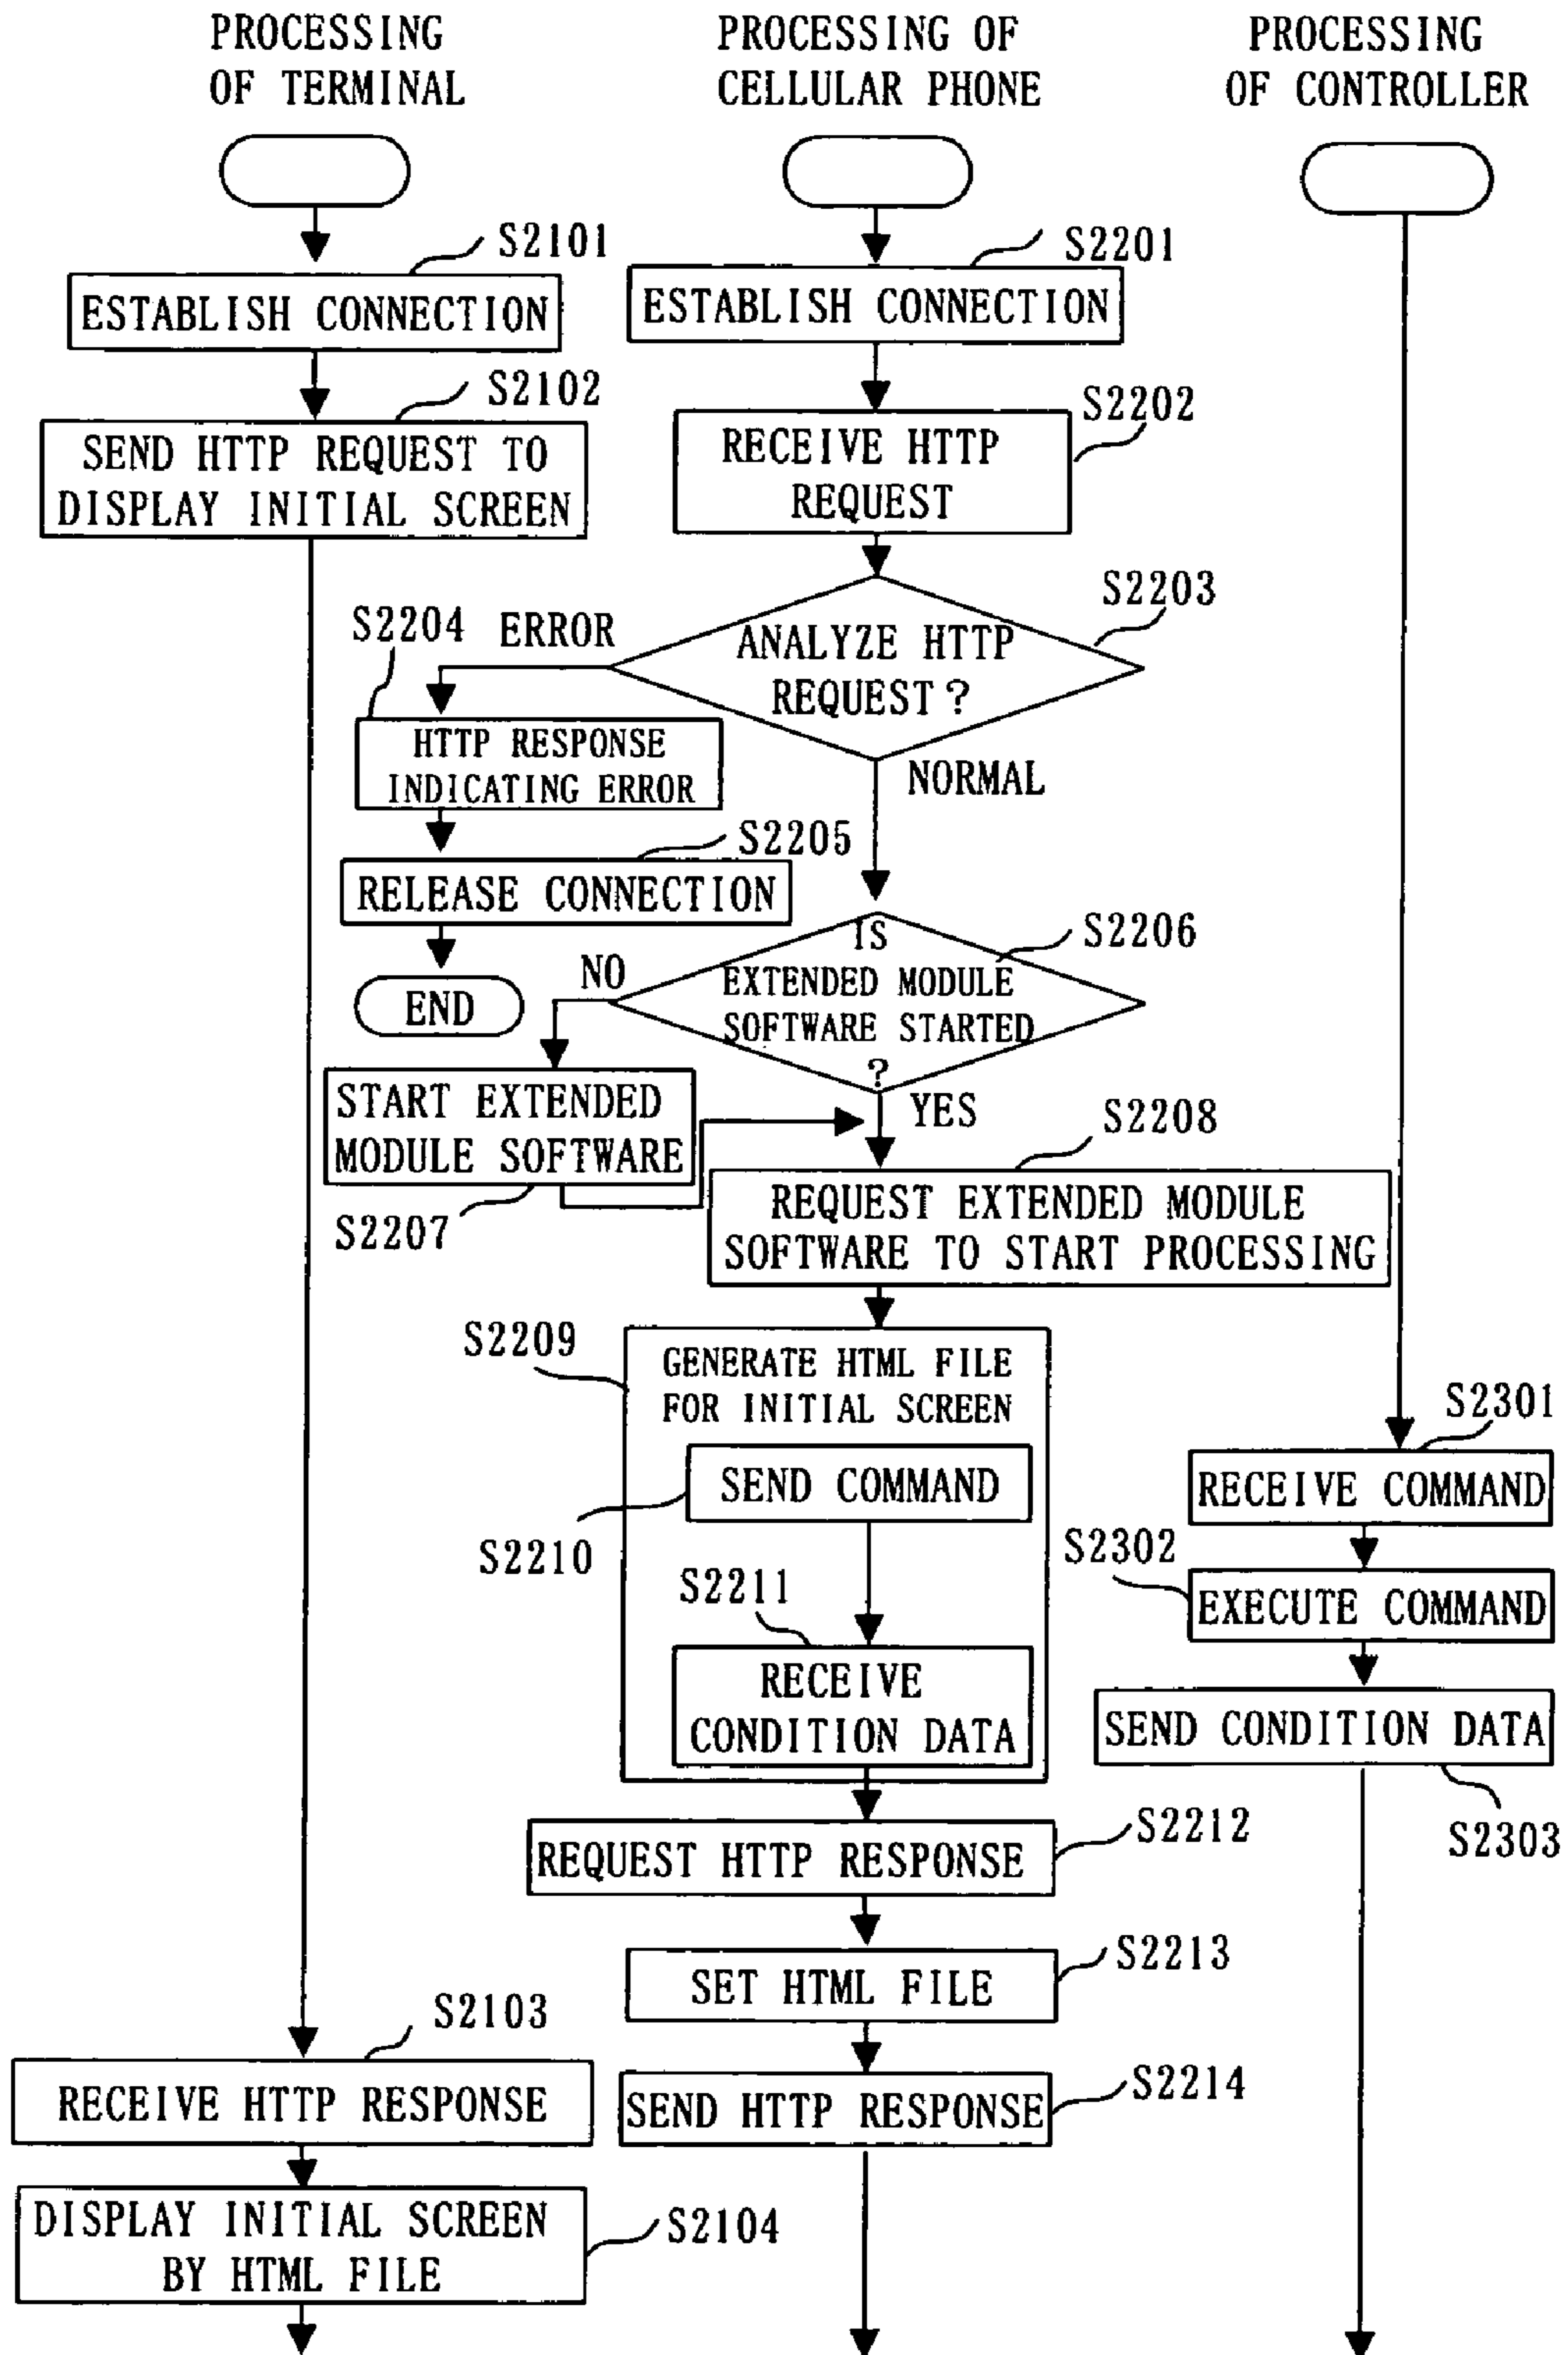 PROCESSING
OF TERMINAL
PROCESSING OF
CELLULAR PHONE
PROCESSING
OF CONTROLLER
S2101
ESTABLISH CONNECTION
S2201
ESTABLISH CONNECTION
S2102
SEND HTTP REQUEST TO
DISPLAY INITIAL SCREEN
S2202
RECEIVE HTTP
REQUEST
S2203
ANALYZE HTTP
REQUEST?
ERROR
S2204
HTTP RESPONSE
INDICATING ERROR
NORMAL
S2205
RELEASE CONNECTION
END
S2206
IS
EXTENDED MODULE
SOFTWARE STARTED
?
NO
START EXTENDED
MODULE SOFTWARE
S2207
YES
S2208
REQUEST EXTENDED MODULE
SOFTWARE TO START PROCESSING
S2209
GENERATE HTML FILE
FOR INITIAL SCREEN
SEND COMMAND
S2210
S2211
RECEIVE
CONDITION DATA
S2301
RECEIVE COMMAND
S2302
EXECUTE COMMAND
SEND CONDITION DATA
S2303
S2212
REQUEST HTTP RESPONSE
S2213
SET HTML FILE
S2103
RECEIVE HTTP RESPONSE
S2214
SEND HTTP RESPONSE
DISPLAY INITIAL SCREEN
BY HTML FILE
S2104